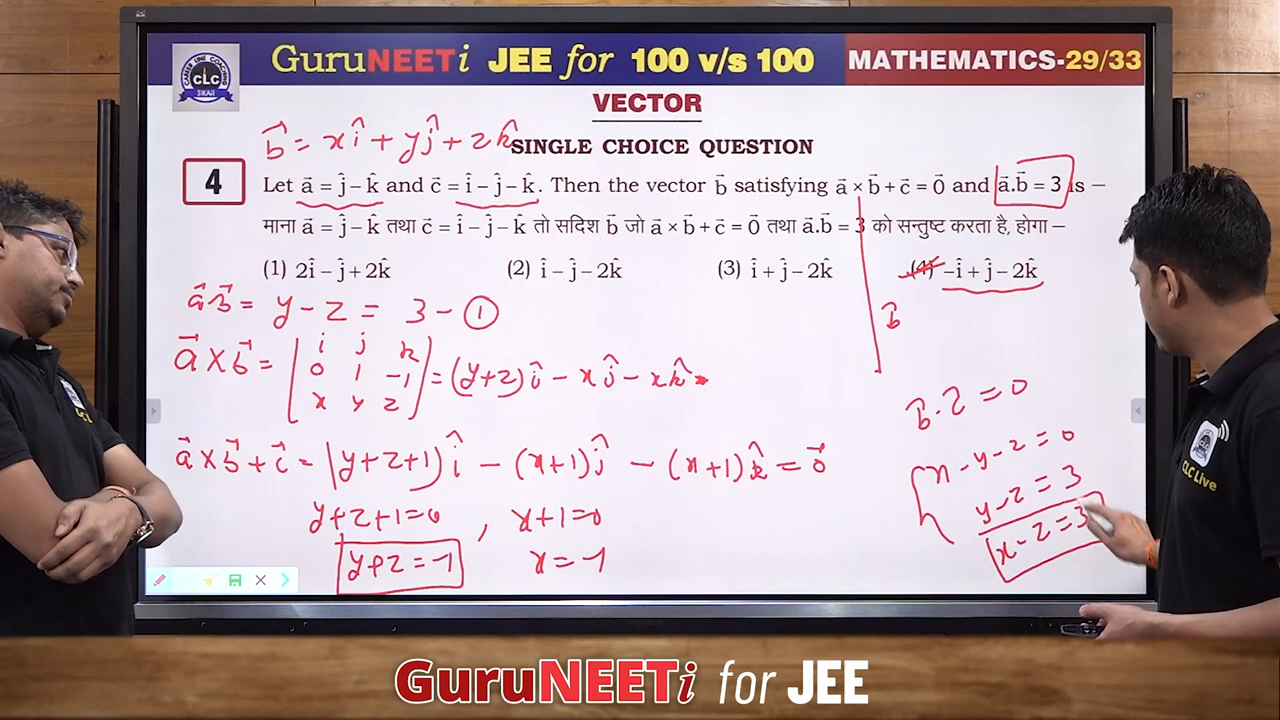 GuruNEETi JEE for 100 v/s 100
MATHEMATICS-29/33
CAREER LINE COACHING
CLC
SIKAR
VECTOR
b⃗ = xî + yĵ + zk̂
SINGLE CHOICE QUESTION
4
Let a⃗ = ĵ – k̂ and c⃗ = î – ĵ – k̂. Then the vector b⃗ satisfying a⃗ × b⃗ + c⃗ = 0⃗ and a⃗.b⃗ = 3 is –
माना a⃗ = ĵ – k̂ तथा c⃗ = î – ĵ – k̂ तो सदिश b⃗ जो a⃗ × b⃗ + c⃗ = 0⃗ तथा a⃗.b⃗ = 3 को सन्तुष्ट करता है, होगा –
(1) 2î – ĵ + 2k̂ (2) î – ĵ – 2k̂ (3) î + ĵ – 2k̂ (4) –î + ĵ – 2k̂
a⃗·b⃗ = y – z = 3 – ①
b⃗
a⃗ × b⃗ = | i j k
0 1 –1
x y z | = (y+z)î – xĵ – xk̂
b⃗·c⃗ = 0
a⃗ × b⃗ + c⃗ = (y+z+1)î – (x+1)ĵ – (x+1)k̂ = 0⃗
x – y – z = 0
y – z = 3
x – z = 3
y+z+1=0, x+1=0
y+z = –1 x = –1
CLC Live
GuruNEETi for JEE